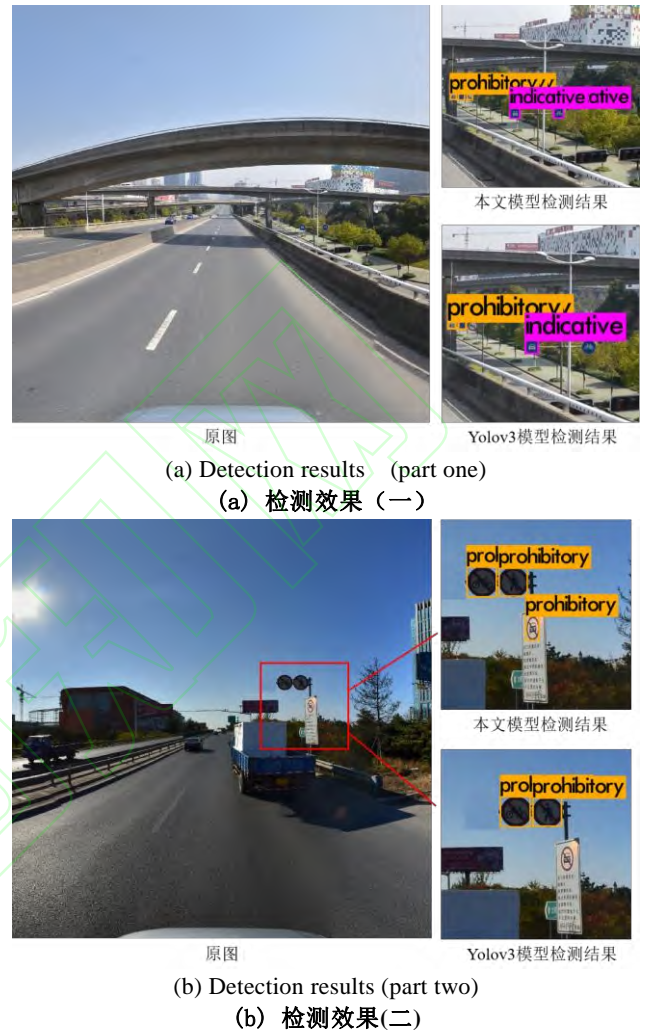 prohibitory
indicative ative
本文模型检测结果
prohibitory
indicative
原图
Yolov3模型检测结果
(a) Detection results (part one)
(a) 检测效果（一）
prolprohibitory
prohibitory
本文模型检测结果
prolprohibitory
原图
Yolov3模型检测结果
(b) Detection results (part two)
(b) 检测效果(二)